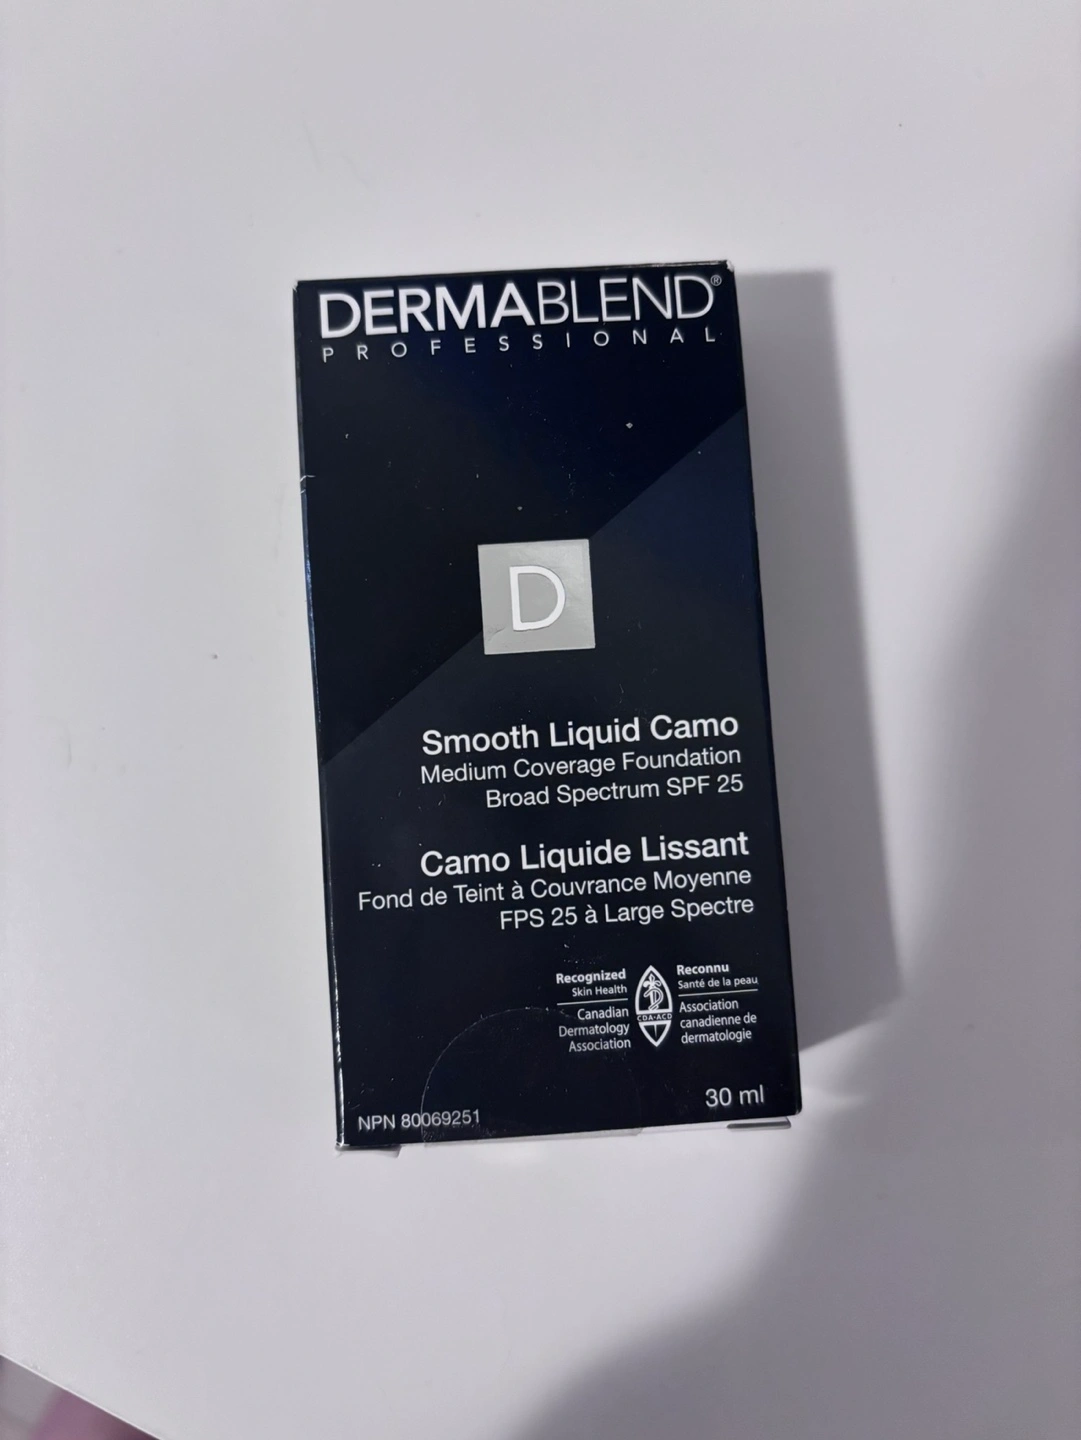 DERMABLEND®
PROFESSIONAL
D
Smooth Liquid Camo
Medium Coverage Foundation
Broad Spectrum SPF 25
Camo Liquide Lissant
Fond de Teint à Couvrance Moyenne
FPS 25 à Large Spectre
Recognized
Skin Health
Canadian
Dermatology
Association
CDA-ACD
Reconnu
Santé de la peau
Association
canadienne de
dermatologie
30 ml
NPN 80069251